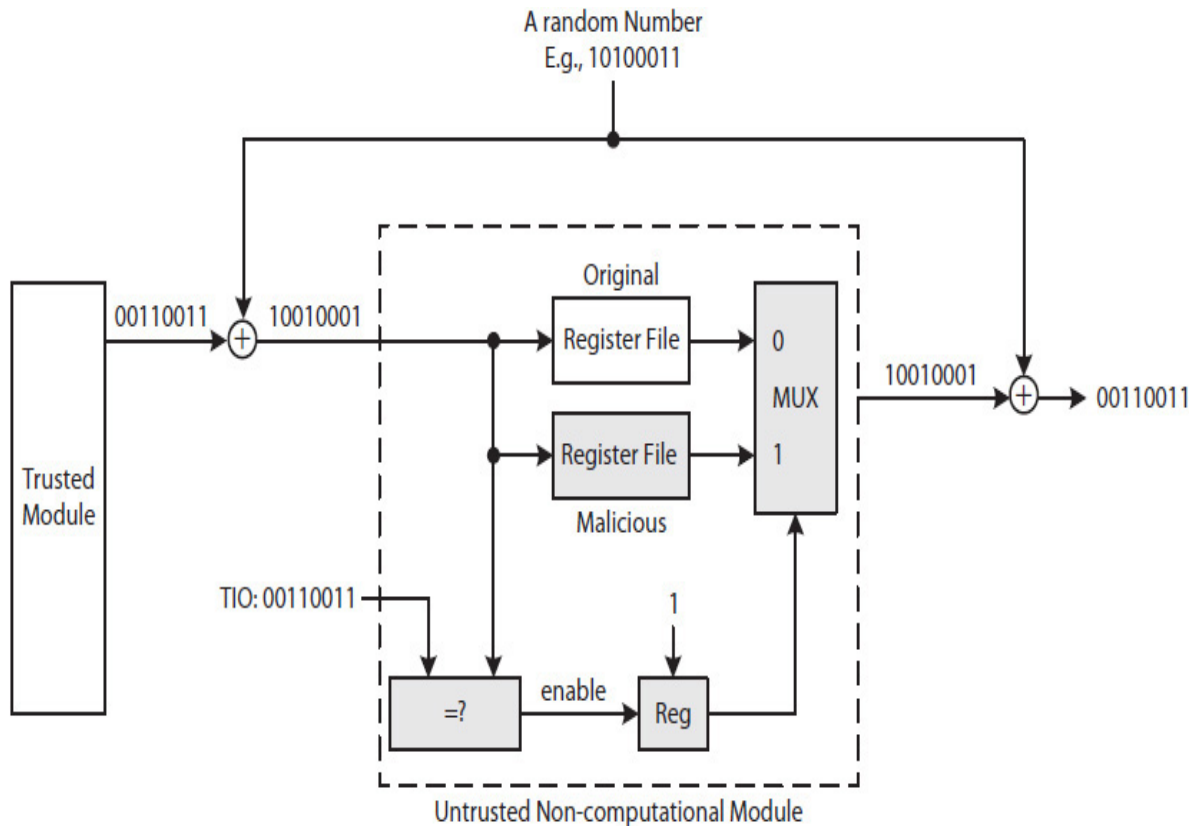 A random Number
E.g., 10100011
Original
00110011
10010001
Register File
0
MUX
1
10010001
00110011
Register File
Malicious
Trusted
Module
TIO: 00110011
1
=?
enable
Reg
Untrusted Non-computational Module